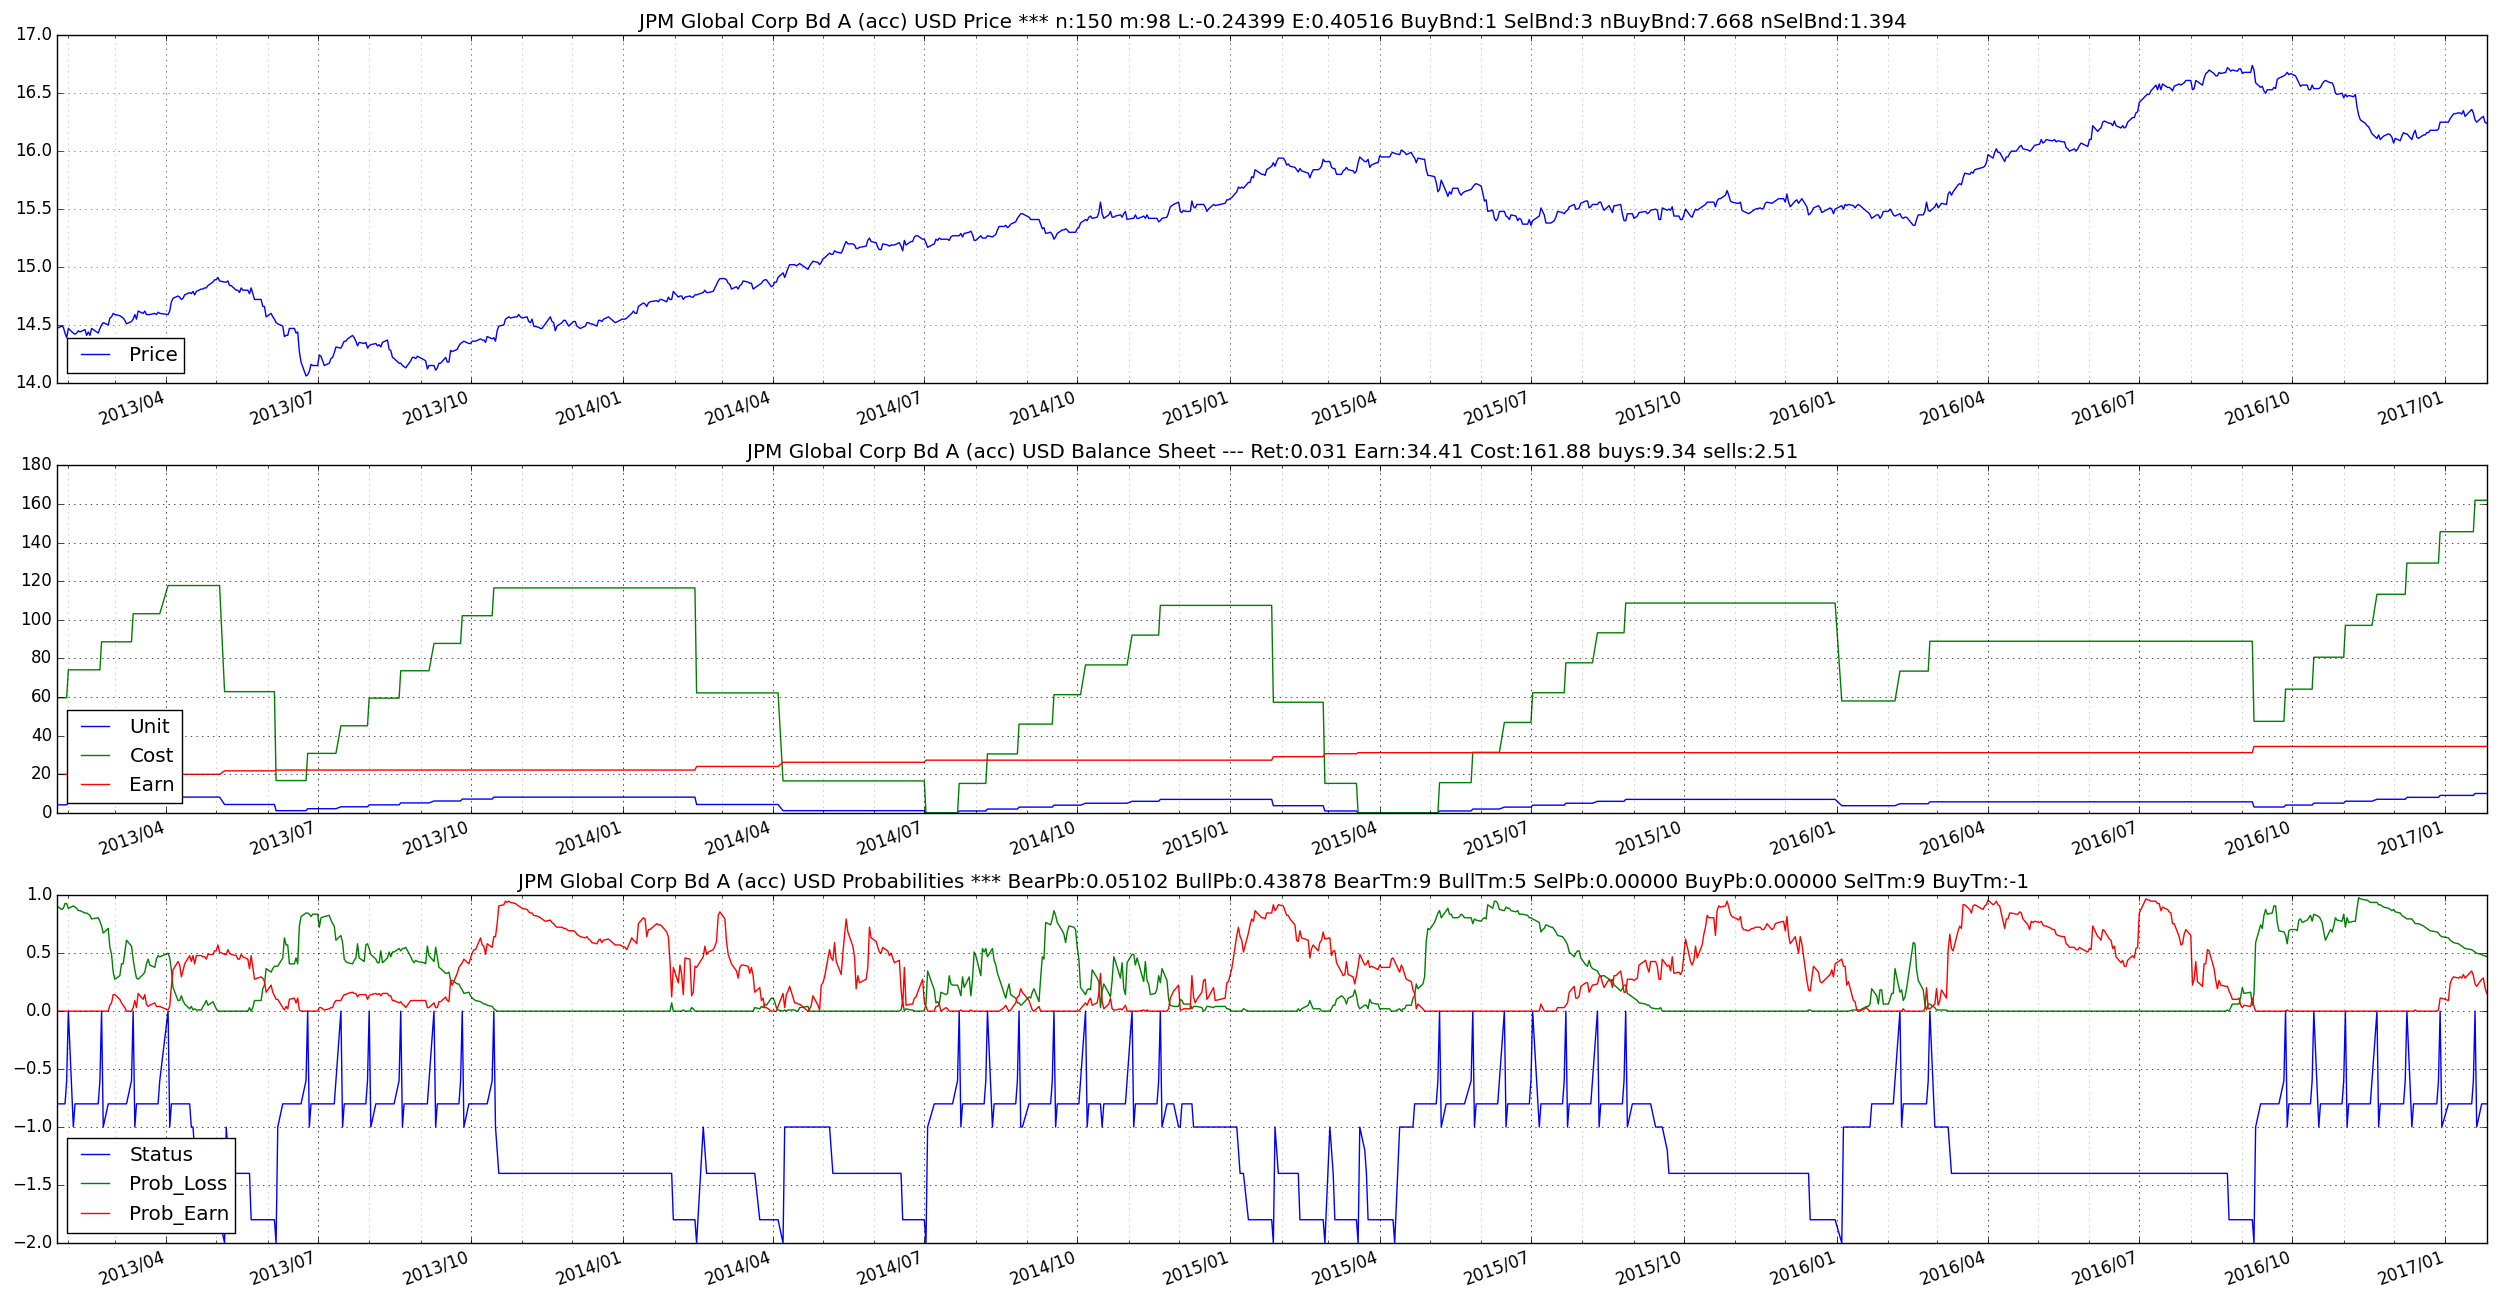 JPM Global Corp Bd A (acc) USD Price *** n:150 m:98 L:-0.24399 E:0.40516 BuyBnd:1 SelBnd:3 nBuyBnd:7.668 nSelBnd:1.394
17.0
16.5
16.0
15.5
15.0
14.5
14.0
Price
2013/04 2013/07 2013/10 2014/01 2014/04 2014/07 2014/10 2015/01 2015/04 2015/07 2015/10 2016/01 2016/04 2016/07 2016/10 2017/01
JPM Global Corp Bd A (acc) USD Balance Sheet --- Ret:0.031 Earn:34.41 Cost:161.88 buys:9.34 sells:2.51
180
160
140
120
100
80
60
40
20
0
Unit
Cost
Earn
2013/04 2013/07 2013/10 2014/01 2014/04 2014/07 2014/10 2015/01 2015/04 2015/07 2015/10 2016/01 2016/04 2016/07 2016/10 2017/01
JPM Global Corp Bd A (acc) USD Probabilities *** BearPb:0.05102 BullPb:0.43878 BearTm:9 BullTm:5 SelPb:0.00000 BuyPb:0.00000 SelTm:9 BuyTm:-1
1.0
0.5
0.0
−0.5
−1.0
−1.5
−2.0
Status
Prob_Loss
Prob_Earn
2013/04 2013/07 2013/10 2014/01 2014/04 2014/07 2014/10 2015/01 2015/04 2015/07 2015/10 2016/01 2016/04 2016/07 2016/10 2017/01